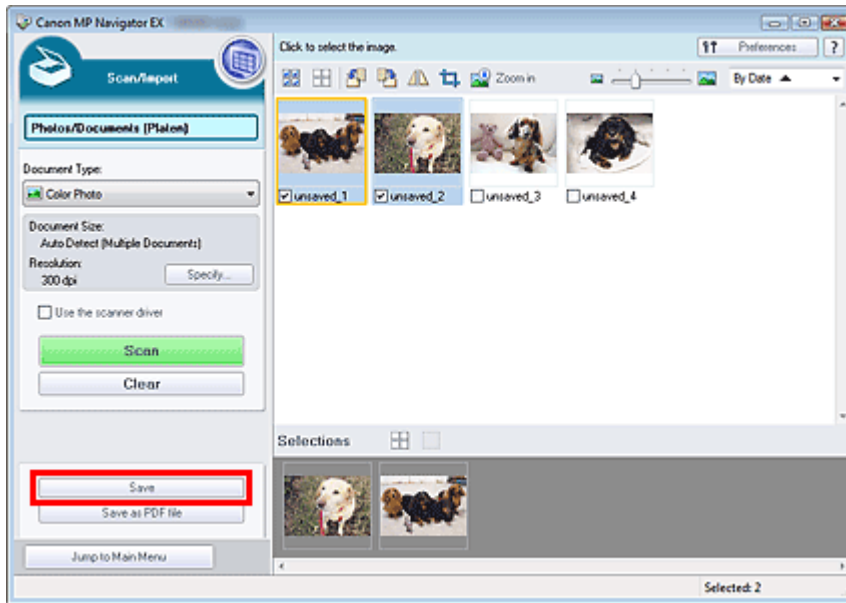 Canon MP Navigator EX
Scan/Import
Photos/Documents (Platen)
Document Type:
Color Photo
Document Size:
Auto Detect (Multiple Documents)
Resolution:
300 dpi
Specify...
Use the scanner driver
Scan
Clear
Save
Save as PDF file
Jump to Main Menu
Click to select the image.
Preferences
?
Zoom in
By Date
unsaved_1
unsaved_2
unsaved_3
unsaved_4
Selections
Selected: 2